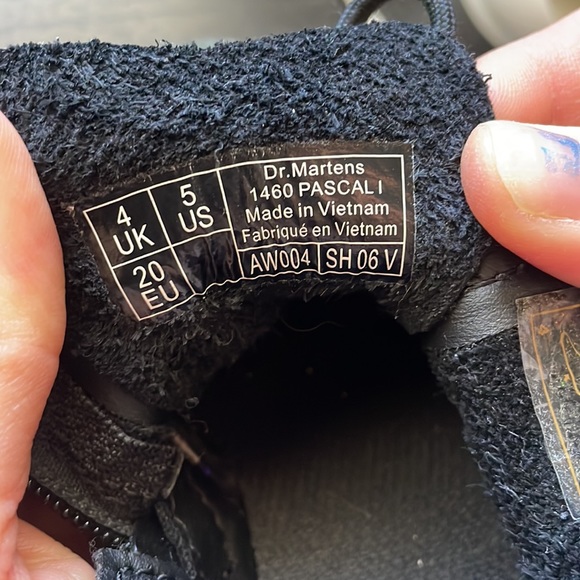 4 UK
5 US
20 EU
Dr.Martens
1460 PASCAL I
Made in Vietnam
Fabriqué en Vietnam
AW004 SH 06 V